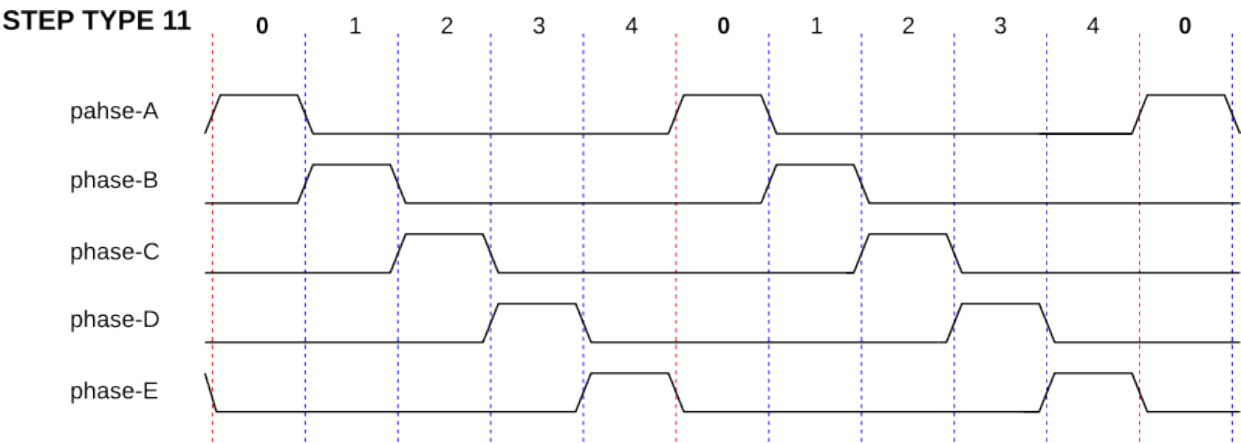 STEP TYPE 11 0 1 2 3 4 0 1 2 3 4 0
pahse-A
phase-B
phase-C
phase-D
phase-E